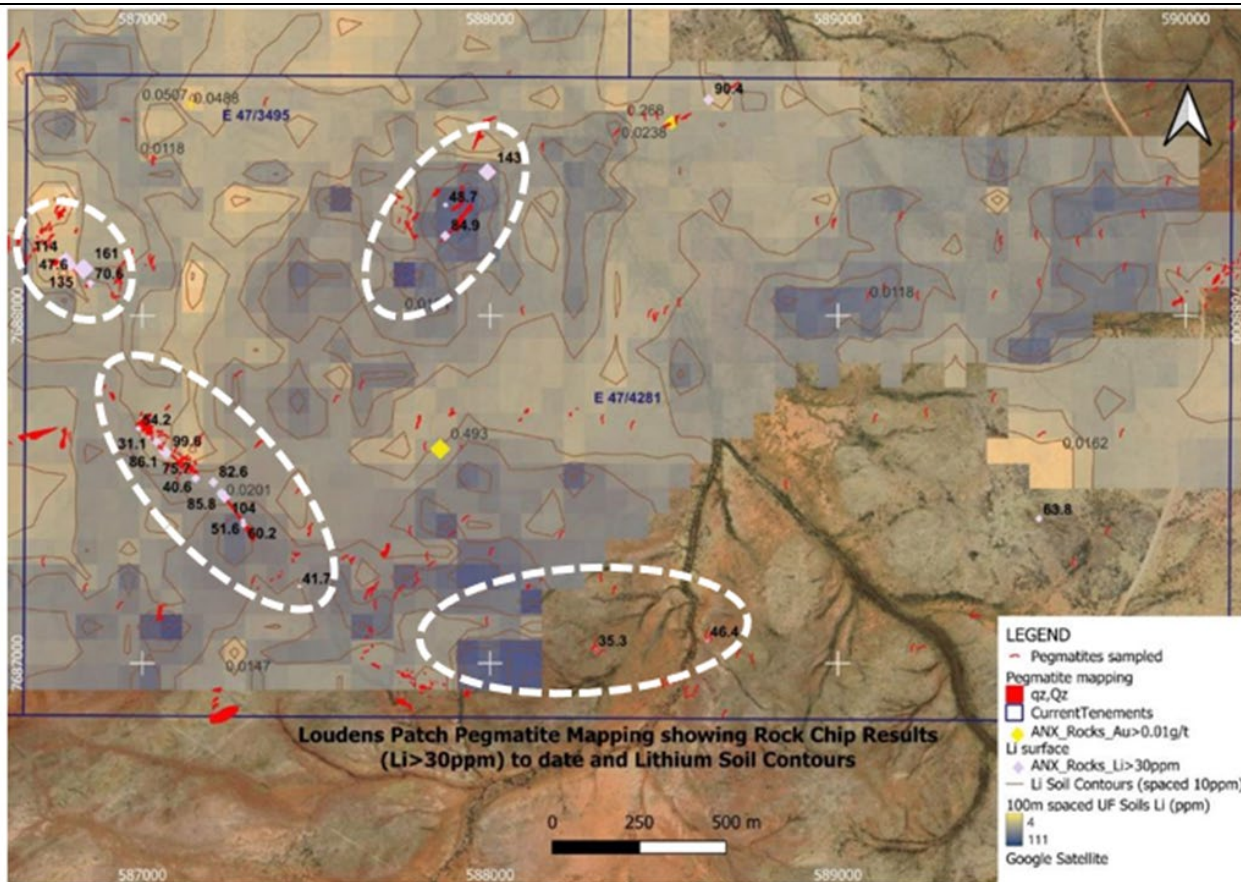 587000 588000 589000 590000
0.0507 0.0488
E 47/3495
0.0118
90.4
0.268
0.0238
143
48.7
84.9
114
161
47.6
70.6
135
7688000
7688000
0.0118
E 47/4281
54.2
31.1
99.6
86.1
75.7
82.6
40.6
0.0201
85.8
104
51.6
60.2
41.7
0.493
0.0162
63.8
35.3
46.4
0.0147
7687000
Loudens Patch Pegmatite Mapping showing Rock Chip Results
(Li>30ppm) to date and Lithium Soil Contours
0 250 500 m
LEGEND
Pegmatites sampled
Pegmatite mapping
qz,Qz
CurrentTenements
ANX_Rocks_Au>0.01g/t
Li surface
ANX_Rocks_Li>30ppm
Li Soil Contours (spaced 10ppm)
100m spaced UF Soils Li (ppm)
4
111
Google Satellite
587000 588000 589000